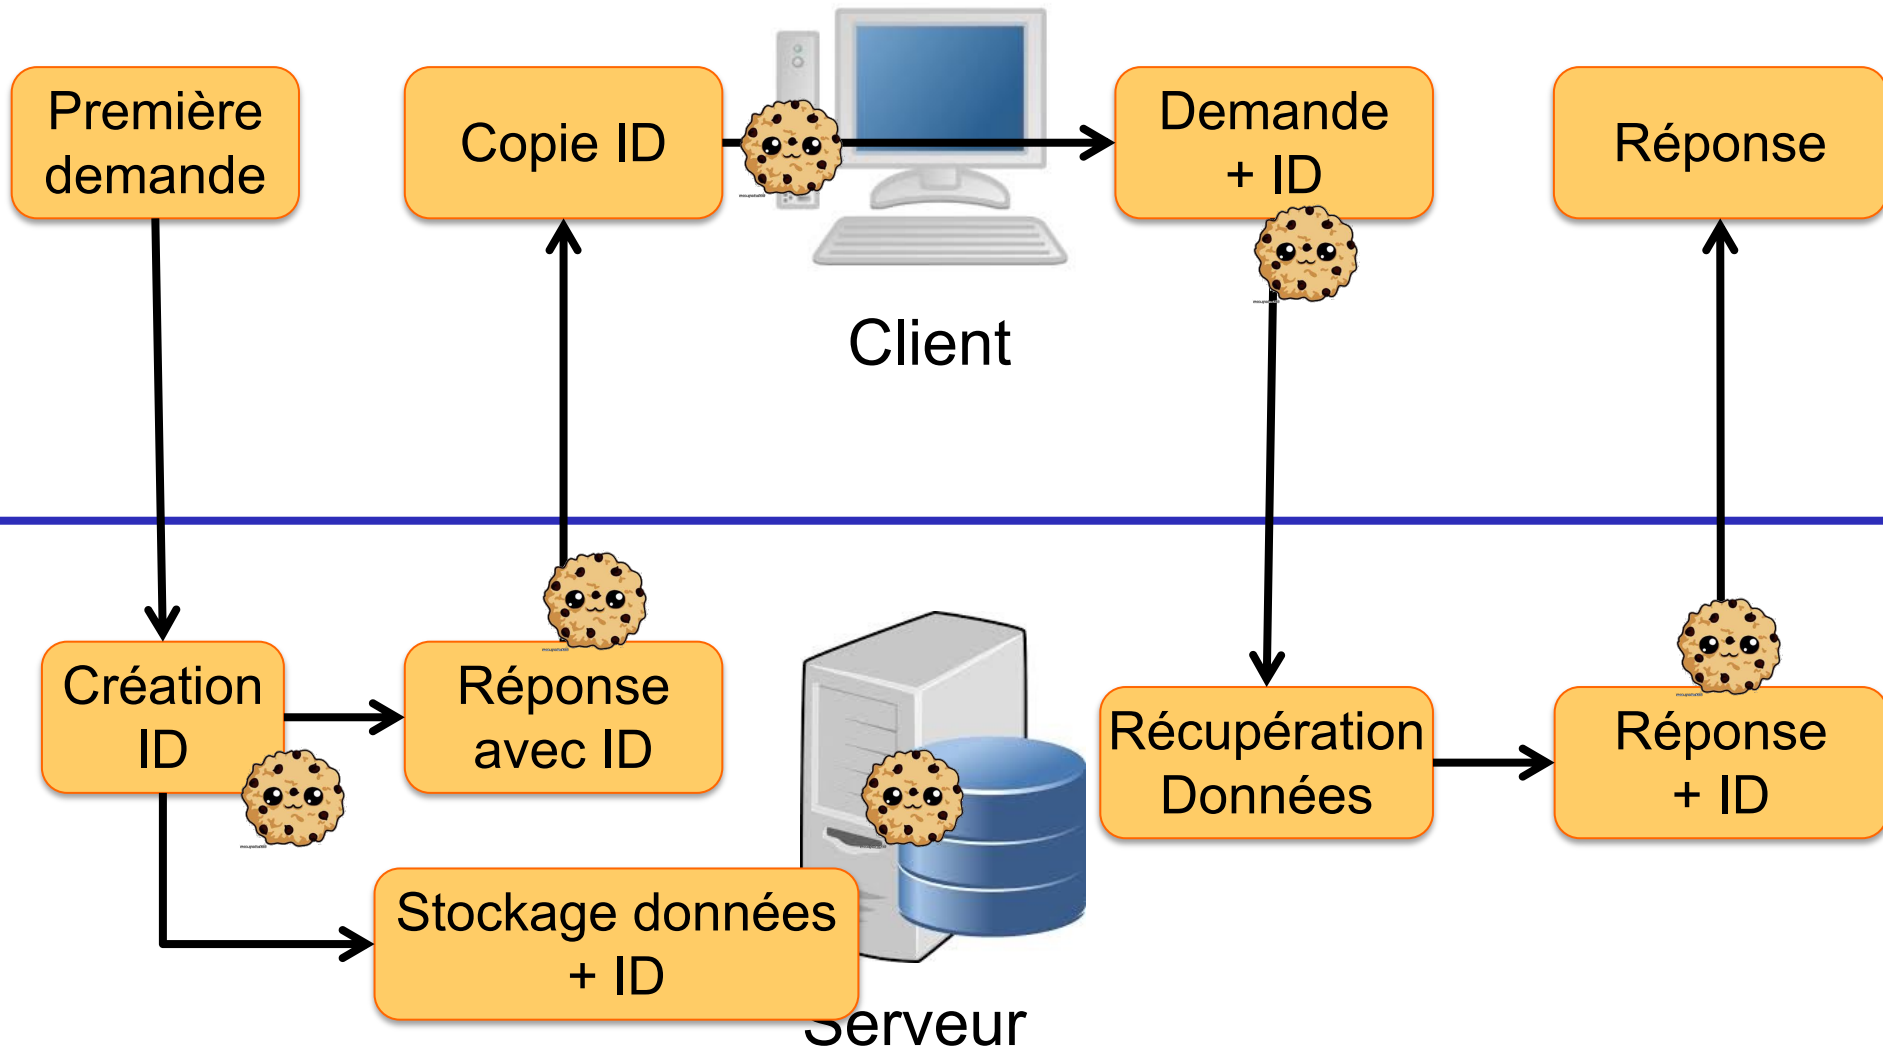 Première
demande
Copie ID
Demande
+ ID
Réponse
Client
Création
ID
Réponse
avec ID
Récupération
Données
Réponse
+ ID
Stockage données
+ ID
Serveur